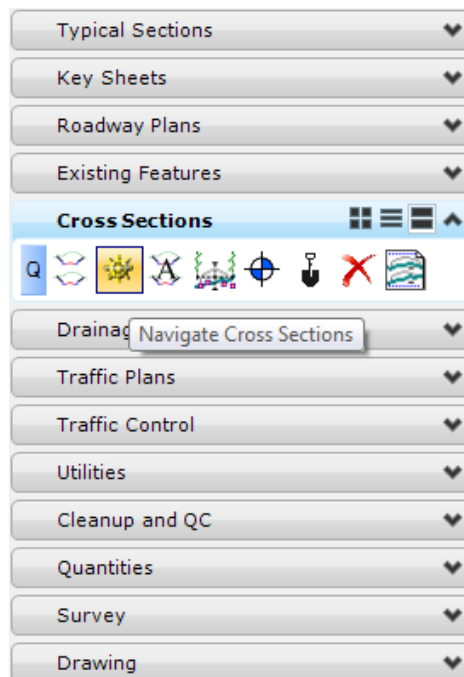 Typical Sections
Key Sheets
Roadway Plans
Existing Features
Cross Sections
Q A
Drainag
Navigate Cross Sections
Traffic Plans
Traffic Control
Utilities
Cleanup and QC
Quantities
Survey
Drawing